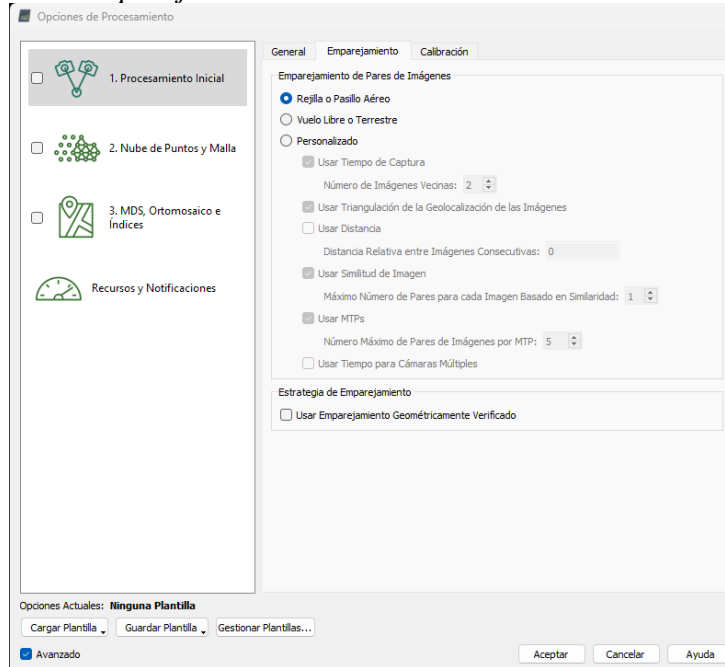 Opciones de Procesamiento
General Emparejamiento Calibración
1. Procesamiento Inicial
2. Nube de Puntos y Malla
3. MDS, Ortomosaico e
Índices
Recursos y Notificaciones
Emparejamiento de Pares de Imágenes
Rejilla o Pasillo Aéreo
Vuelo Libre o Terrestre
Personalizado
Usar Tiempo de Captura
Número de Imágenes Vecinas: 2
Usar Triangulación de la Geolocalización de las Imágenes
Usar Distancia
Distancia Relativa entre Imágenes Consecutivas: 0
Usar Similitud de Imagen
Máximo Número de Pares para cada Imagen Basado en Similaridad: 1
Usar MTPs
Número Máximo de Pares de Imágenes por MTP: 5
Usar Tiempo para Cámaras Múltiples
Estrategia de Emparejamiento
Usar Emparejamiento Geométricamente Verificado
Opciones Actuales: Ninguna Plantilla
Cargar Plantilla Guardar Plantilla Gestionar Plantillas...
Avanzado
Aceptar Cancelar Ayuda